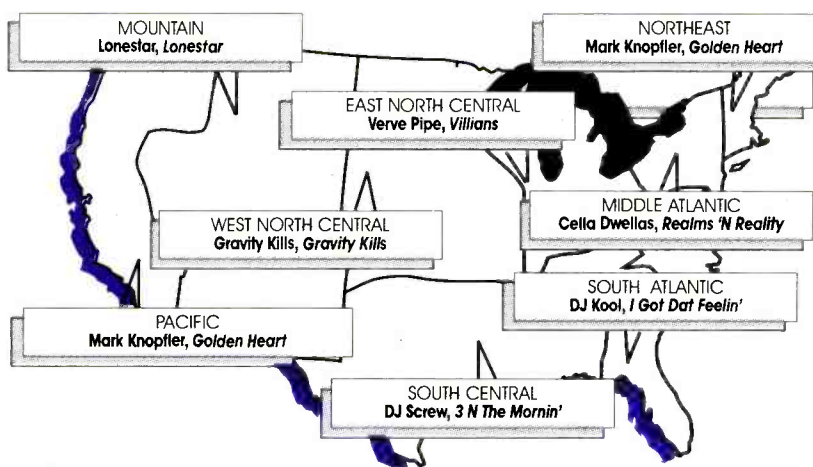 MOUNTAIN
Lonestar, Lonestar
NORTHEAST
Mark Knopfler, Golden Heart
EAST NORTH CENTRAL
Verve Pipe, Villians
WEST NORTH CENTRAL
Gravity Kills, Gravity Kills
MIDDLE ATLANTIC
Cella Dwellas, Realms 'N Reality
SOUTH ATLANTIC
DJ Kool, I Got Dat Feelin'
PACIFIC
Mark Knopfler, Golden Heart
SOUTH CENTRAL
DJ Screw, 3 N The Mornin'